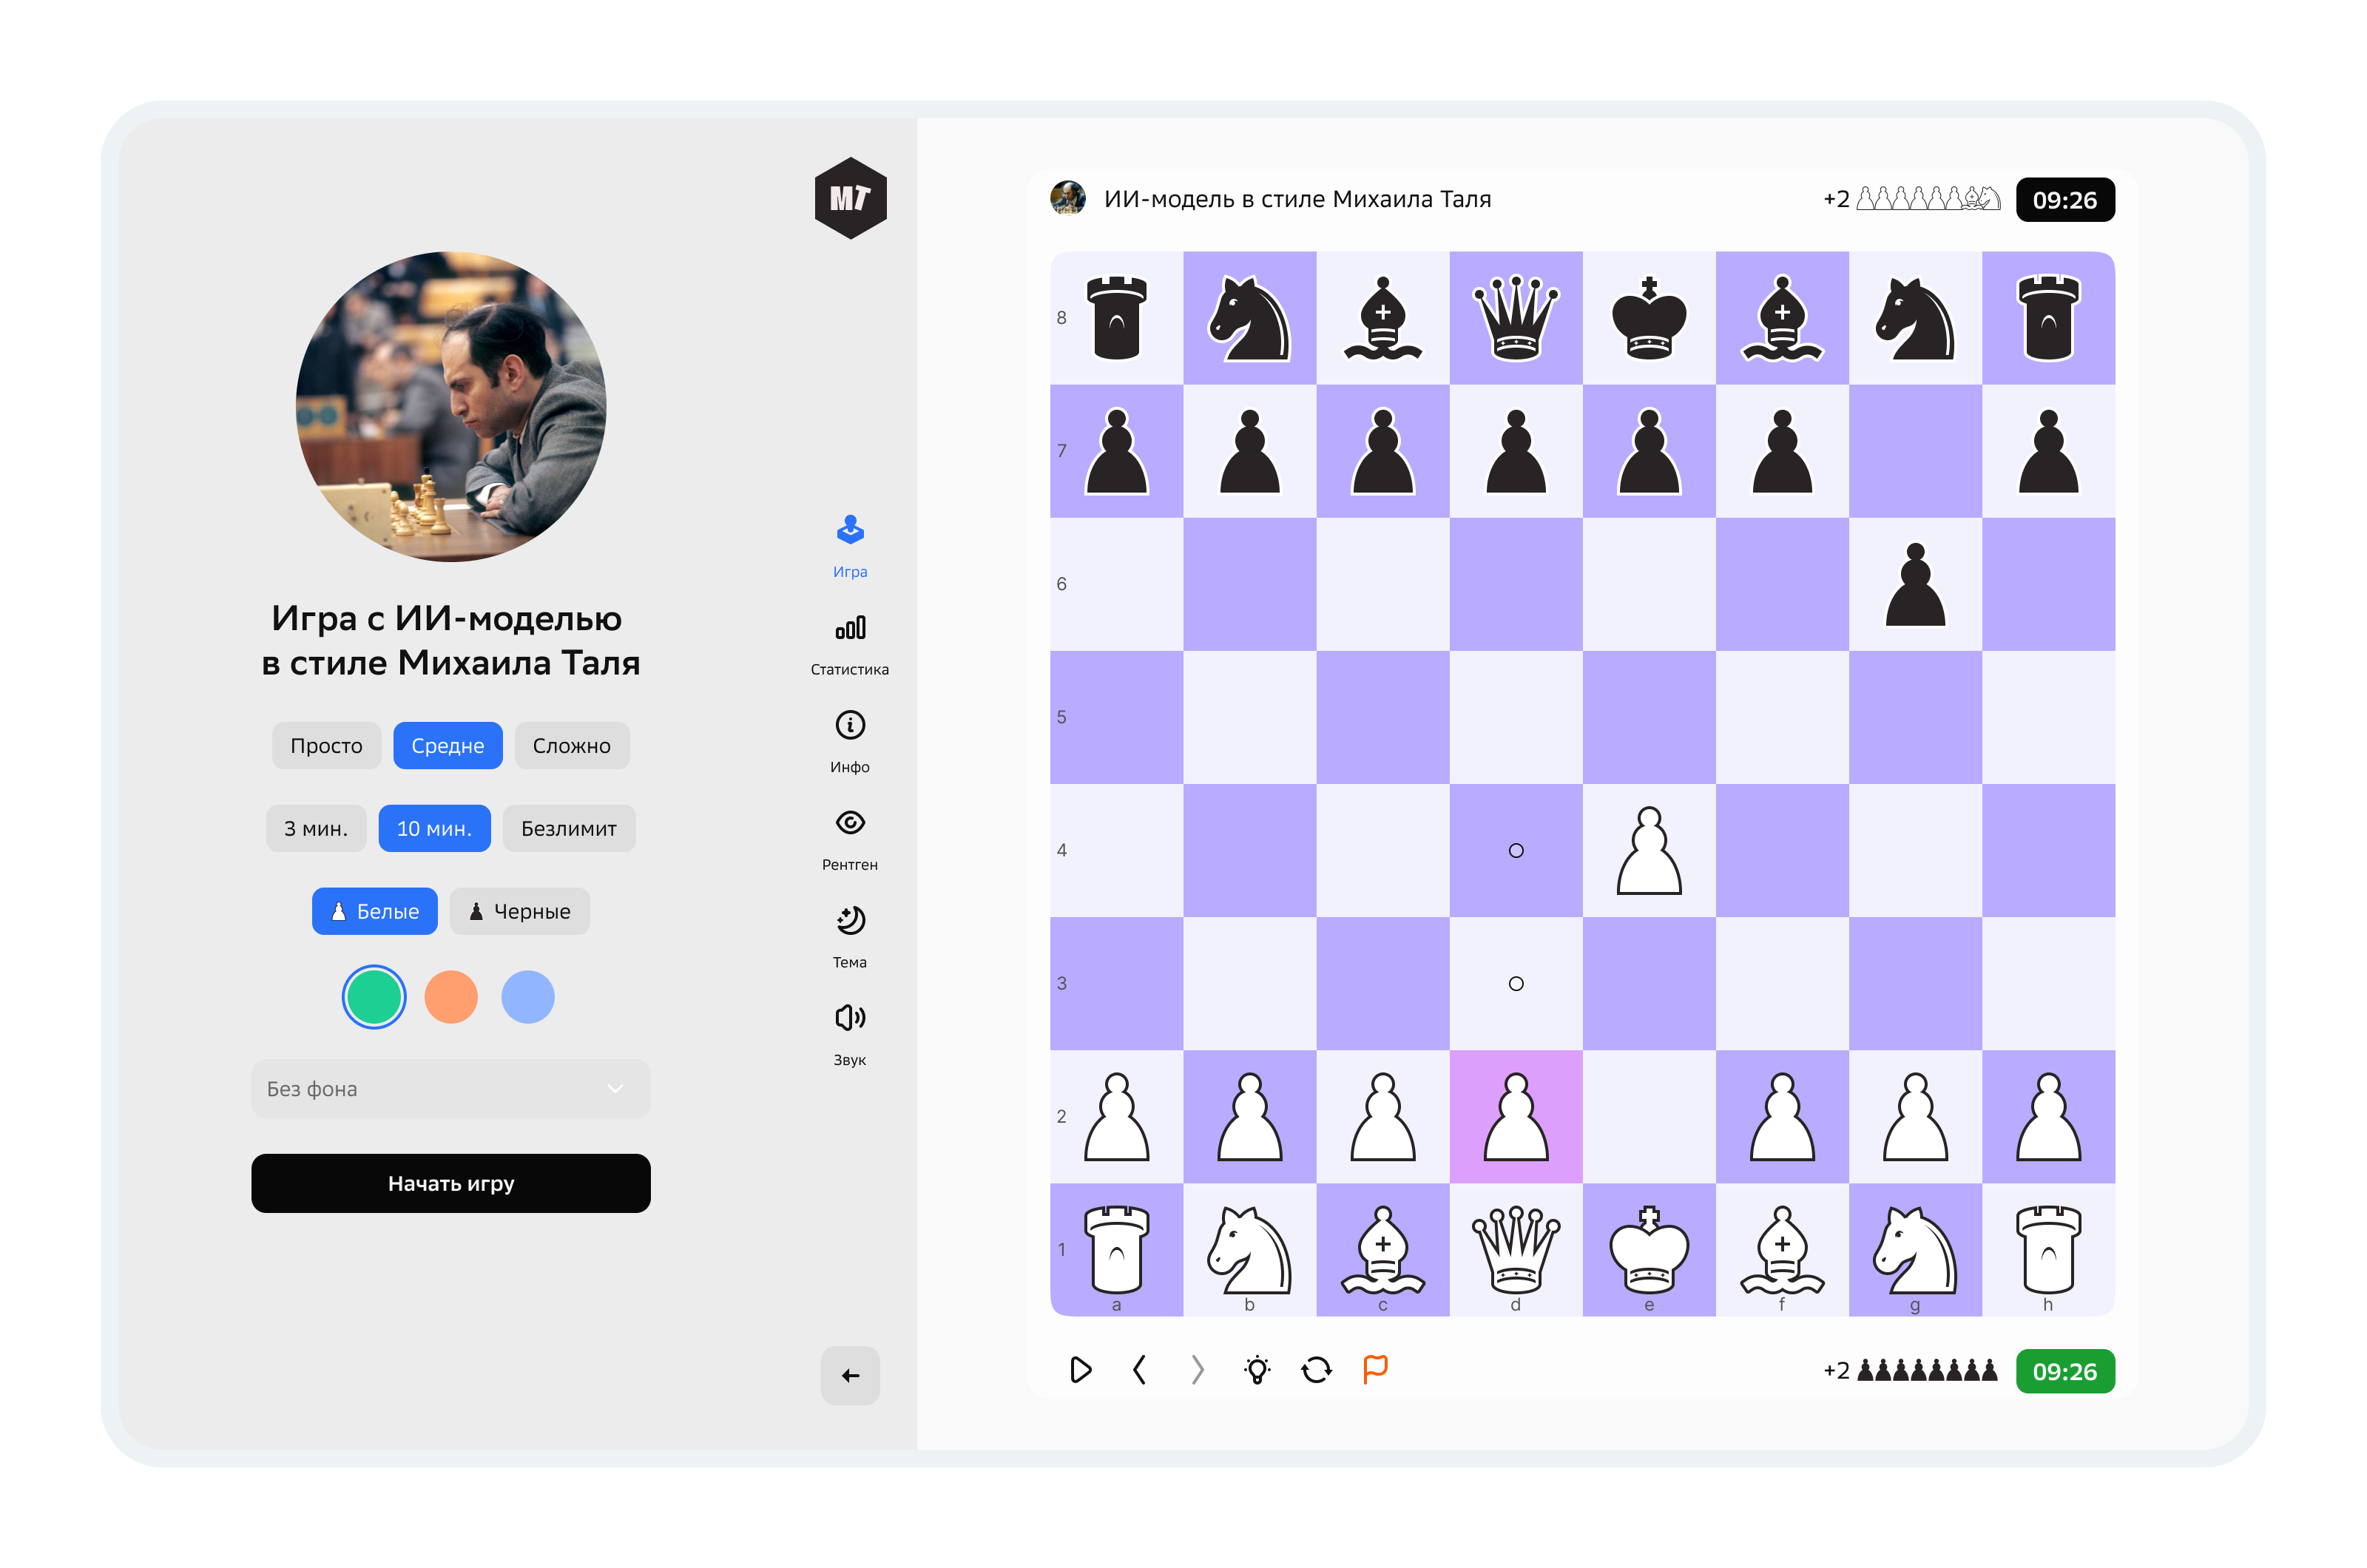 МТ
Игра с ИИ-моделью
в стиле Михаила Таля
Просто Средне Сложно
3 мин. 10 мин. Безлимит
Белые Черные
Без фона
Начать игру
Игра
Статистика
Инфо
Рентген
Тема
Звук
ИИ-модель в стиле Михаила Таля
+2 09:26
8
7
6
5
4
3
2
1
a b c d e f g h
+2 09:26